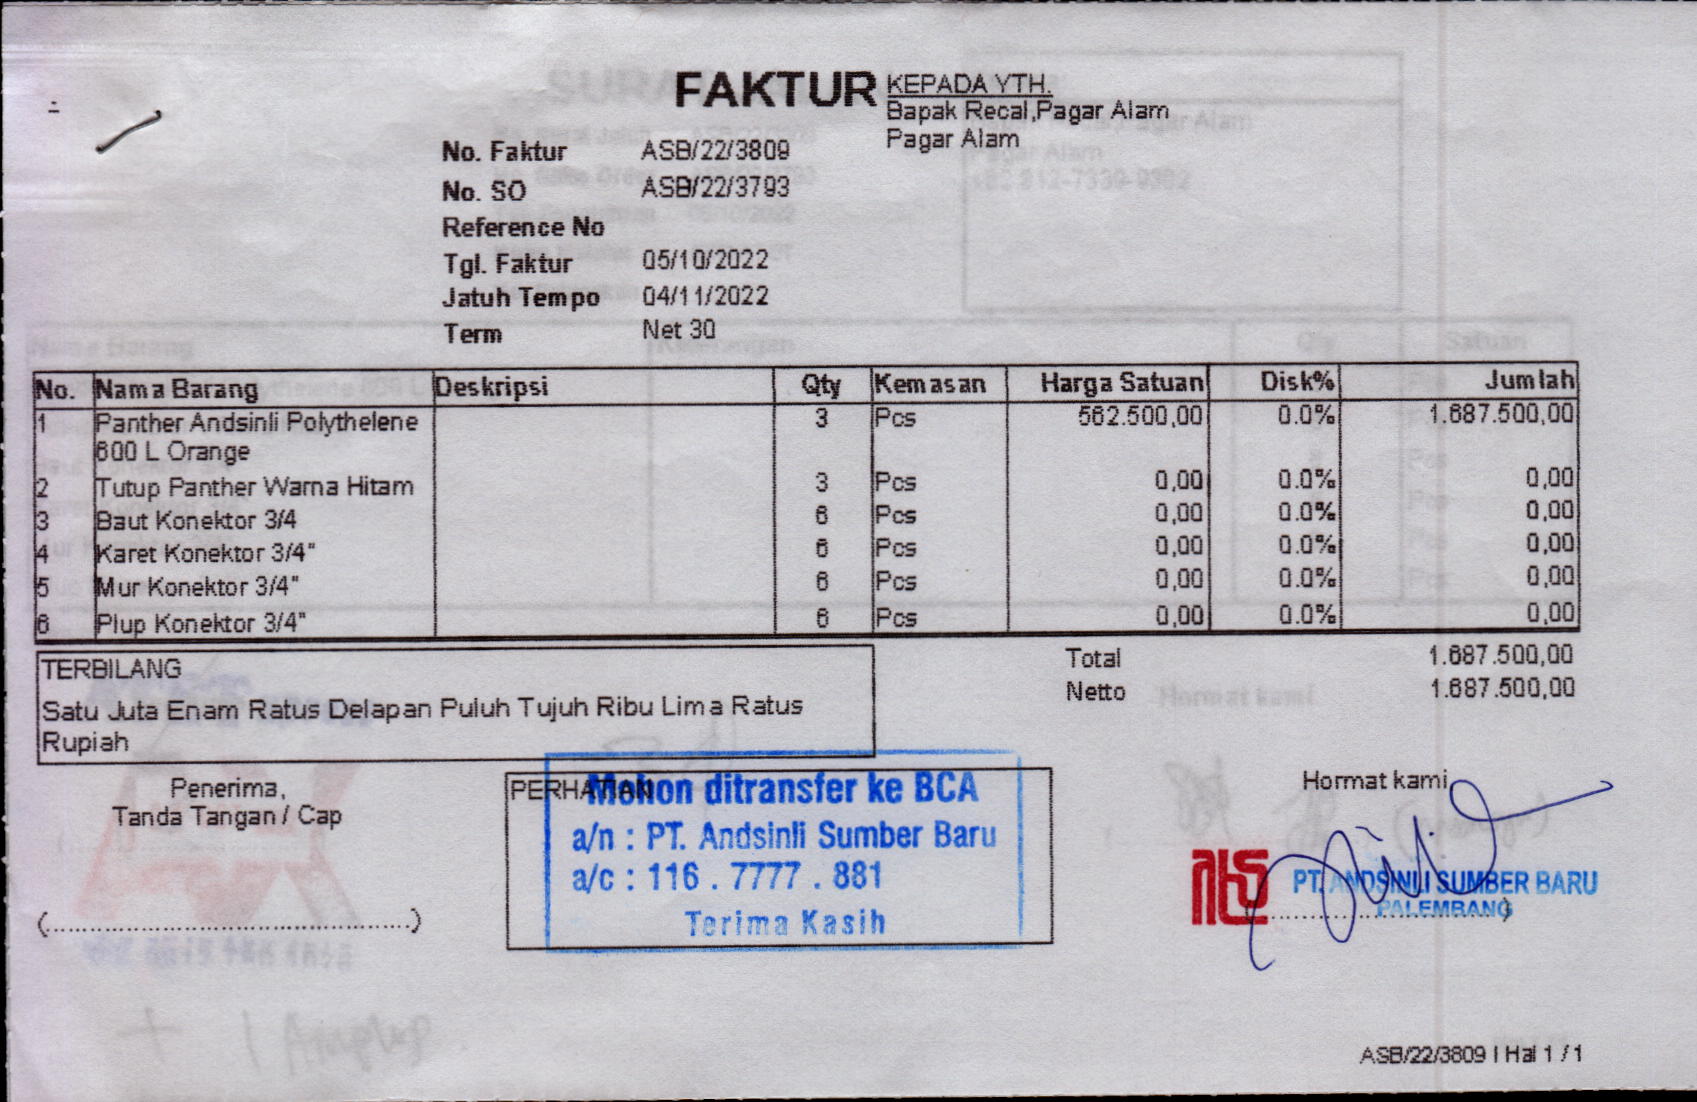 FAKTUR
KEPADA YTH.
Bapak Recal,Pagar Alam
Pagar Alam
No. Faktur ASB/22/3809
No. SO ASB/22/3793
Reference No
Tgl. Faktur 05/10/2022
Jatuh Tempo 04/11/2022
Term Net 30
No. Nama Barang Deskripsi Qty Kemasan Harga Satuan Disk% Jumlah
1 Panther Andsinli Polythelene 3 Pcs 562.500,00 0.0% 1.687.500,00
600 L Orange
2 Tutup Panther Warna Hitam 3 Pcs 0,00 0.0% 0,00
3 Baut Konektor 3/4 6 Pcs 0,00 0.0% 0,00
4 Karet Konektor 3/4" 6 Pcs 0,00 0.0% 0,00
5 Mur Konektor 3/4" 6 Pcs 0,00 0.0% 0,00
6 Plup Konektor 3/4" 6 Pcs 0,00 0.0% 0,00
TERBILANG
Satu Juta Enam Ratus Delapan Puluh Tujuh Ribu Lima Ratus
Rupiah
Total 1.687.500,00
Netto 1.687.500,00
Penerima,
Tanda Tangan / Cap
(..........................................)
PERHATIAN
Mohon ditransfer ke BCA
a/n : PT. Andsinli Sumber Baru
a/c : 116 . 7777 . 881
Terima Kasih
Hormat kami
PT. ANDSINLI SUMBER BARU
PALEMBANG
ASB/22/3809 | Hal 1 / 1